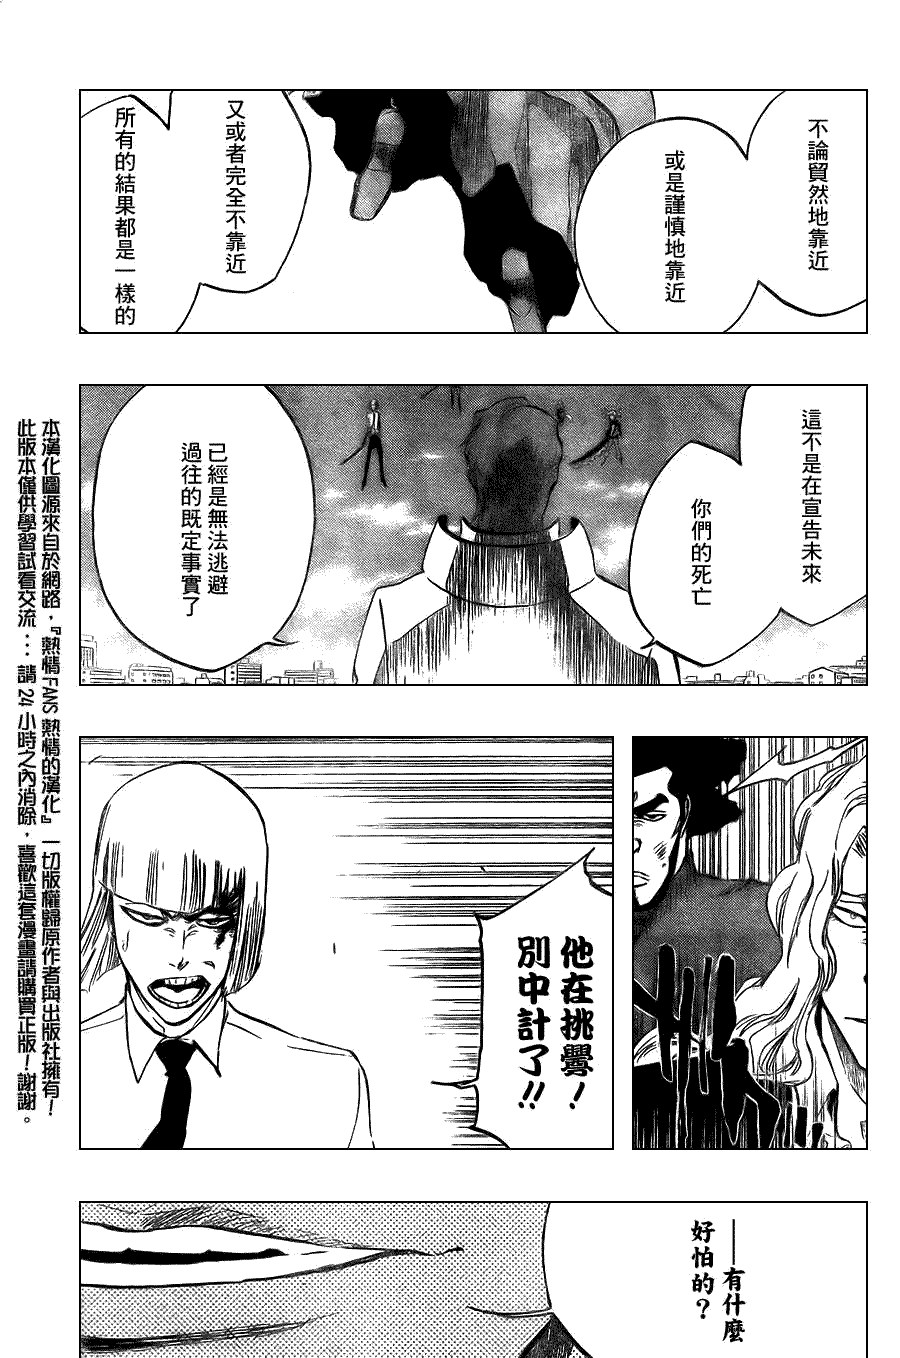 不論貿然地靠近
或是謹慎地靠近
又或者完全不靠近
所有的結果都是一樣的
這不是在宣告未來
你們的死亡
已經是無法逃避
過往的既定事實了
他在挑釁！
別中計了!!
——有什麼
好怕的？
本漢化圖源來自於網路，『熱情FANS熱情的漢化』一切版權歸原作者與出版社擁有！
此版本僅供學習試看交流…請24小時之內消除，喜歡這套漫畫請購買正版！謝謝。